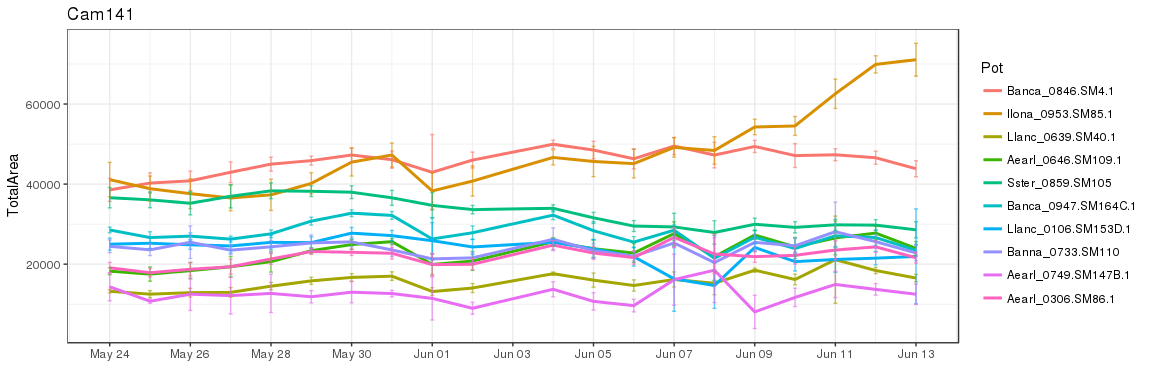 Cam141
TotalArea
60000
40000
20000
May 24
May 26
May 28
May 30
Jun 01
Jun 03
Jun 05
Jun 07
Jun 09
Jun 11
Jun 13
Pot
Banca_0846.SM4.1
Ilona_0953.SM85.1
Llanc_0639.SM40.1
Aearl_0646.SM109.1
Sster_0859.SM105
Banca_0947.SM164C.1
Llanc_0106.SM153D.1
Banna_0733.SM110
Aearl_0749.SM147B.1
Aearl_0306.SM86.1